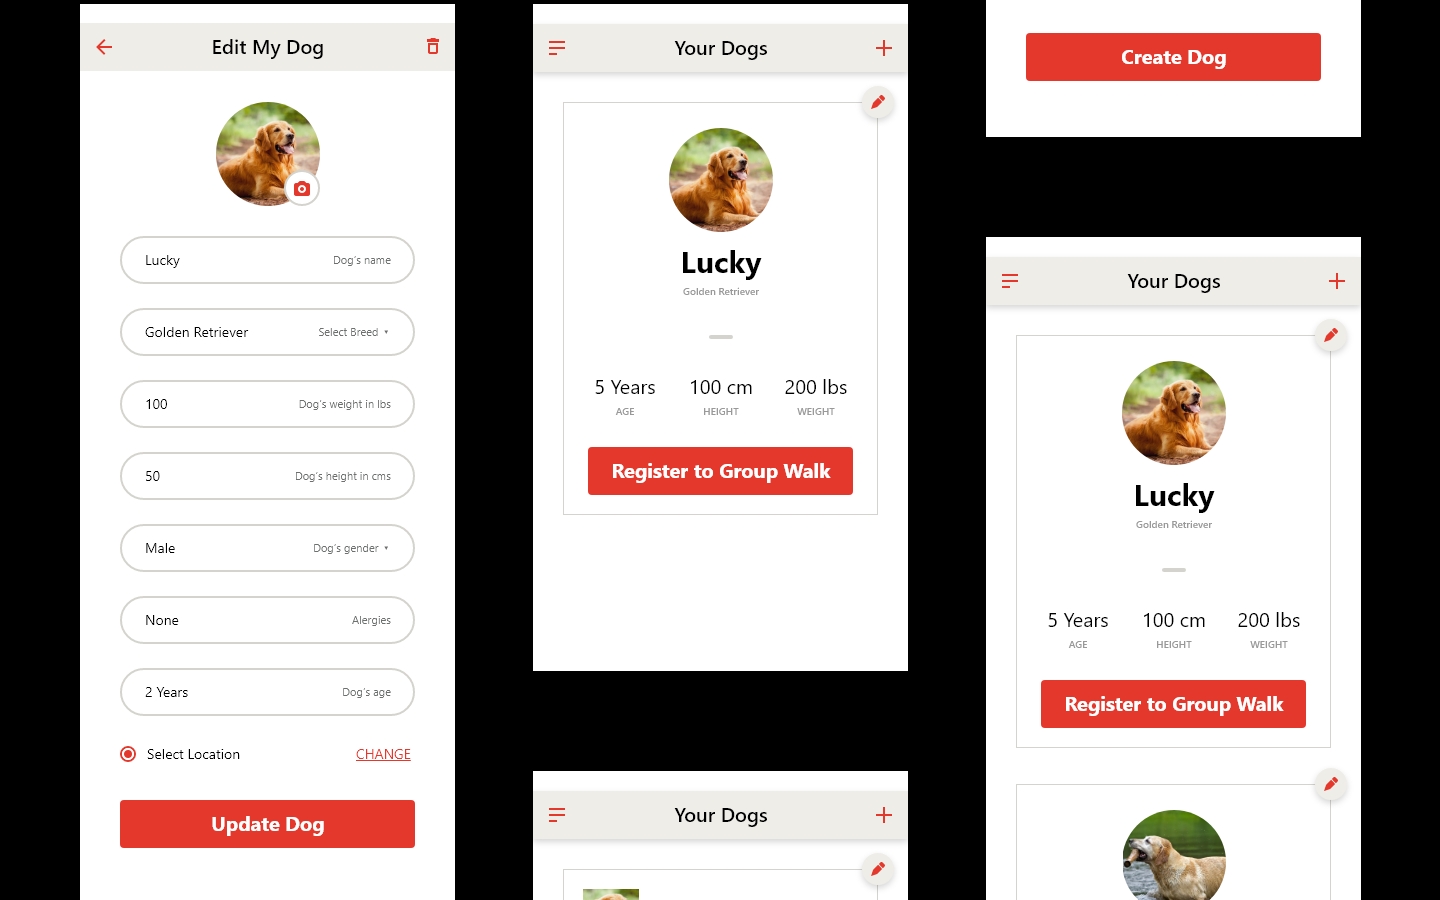 Edit My Dog
Lucky
Dog's name
Golden Retriever
Select Breed
100
Dog's weight in lbs
50
Dog's height in cms
Male
Dog's gender
None
Alergies
2 Years
Dog's age
Select Location
CHANGE
Update Dog
Your Dogs
Lucky
Golden Retriever
5 Years 100 cm 200 lbs
AGE HEIGHT WEIGHT
Register to Group Walk
Your Dogs
Create Dog
Your Dogs
Lucky
Golden Retriever
5 Years 100 cm 200 lbs
AGE HEIGHT WEIGHT
Register to Group Walk